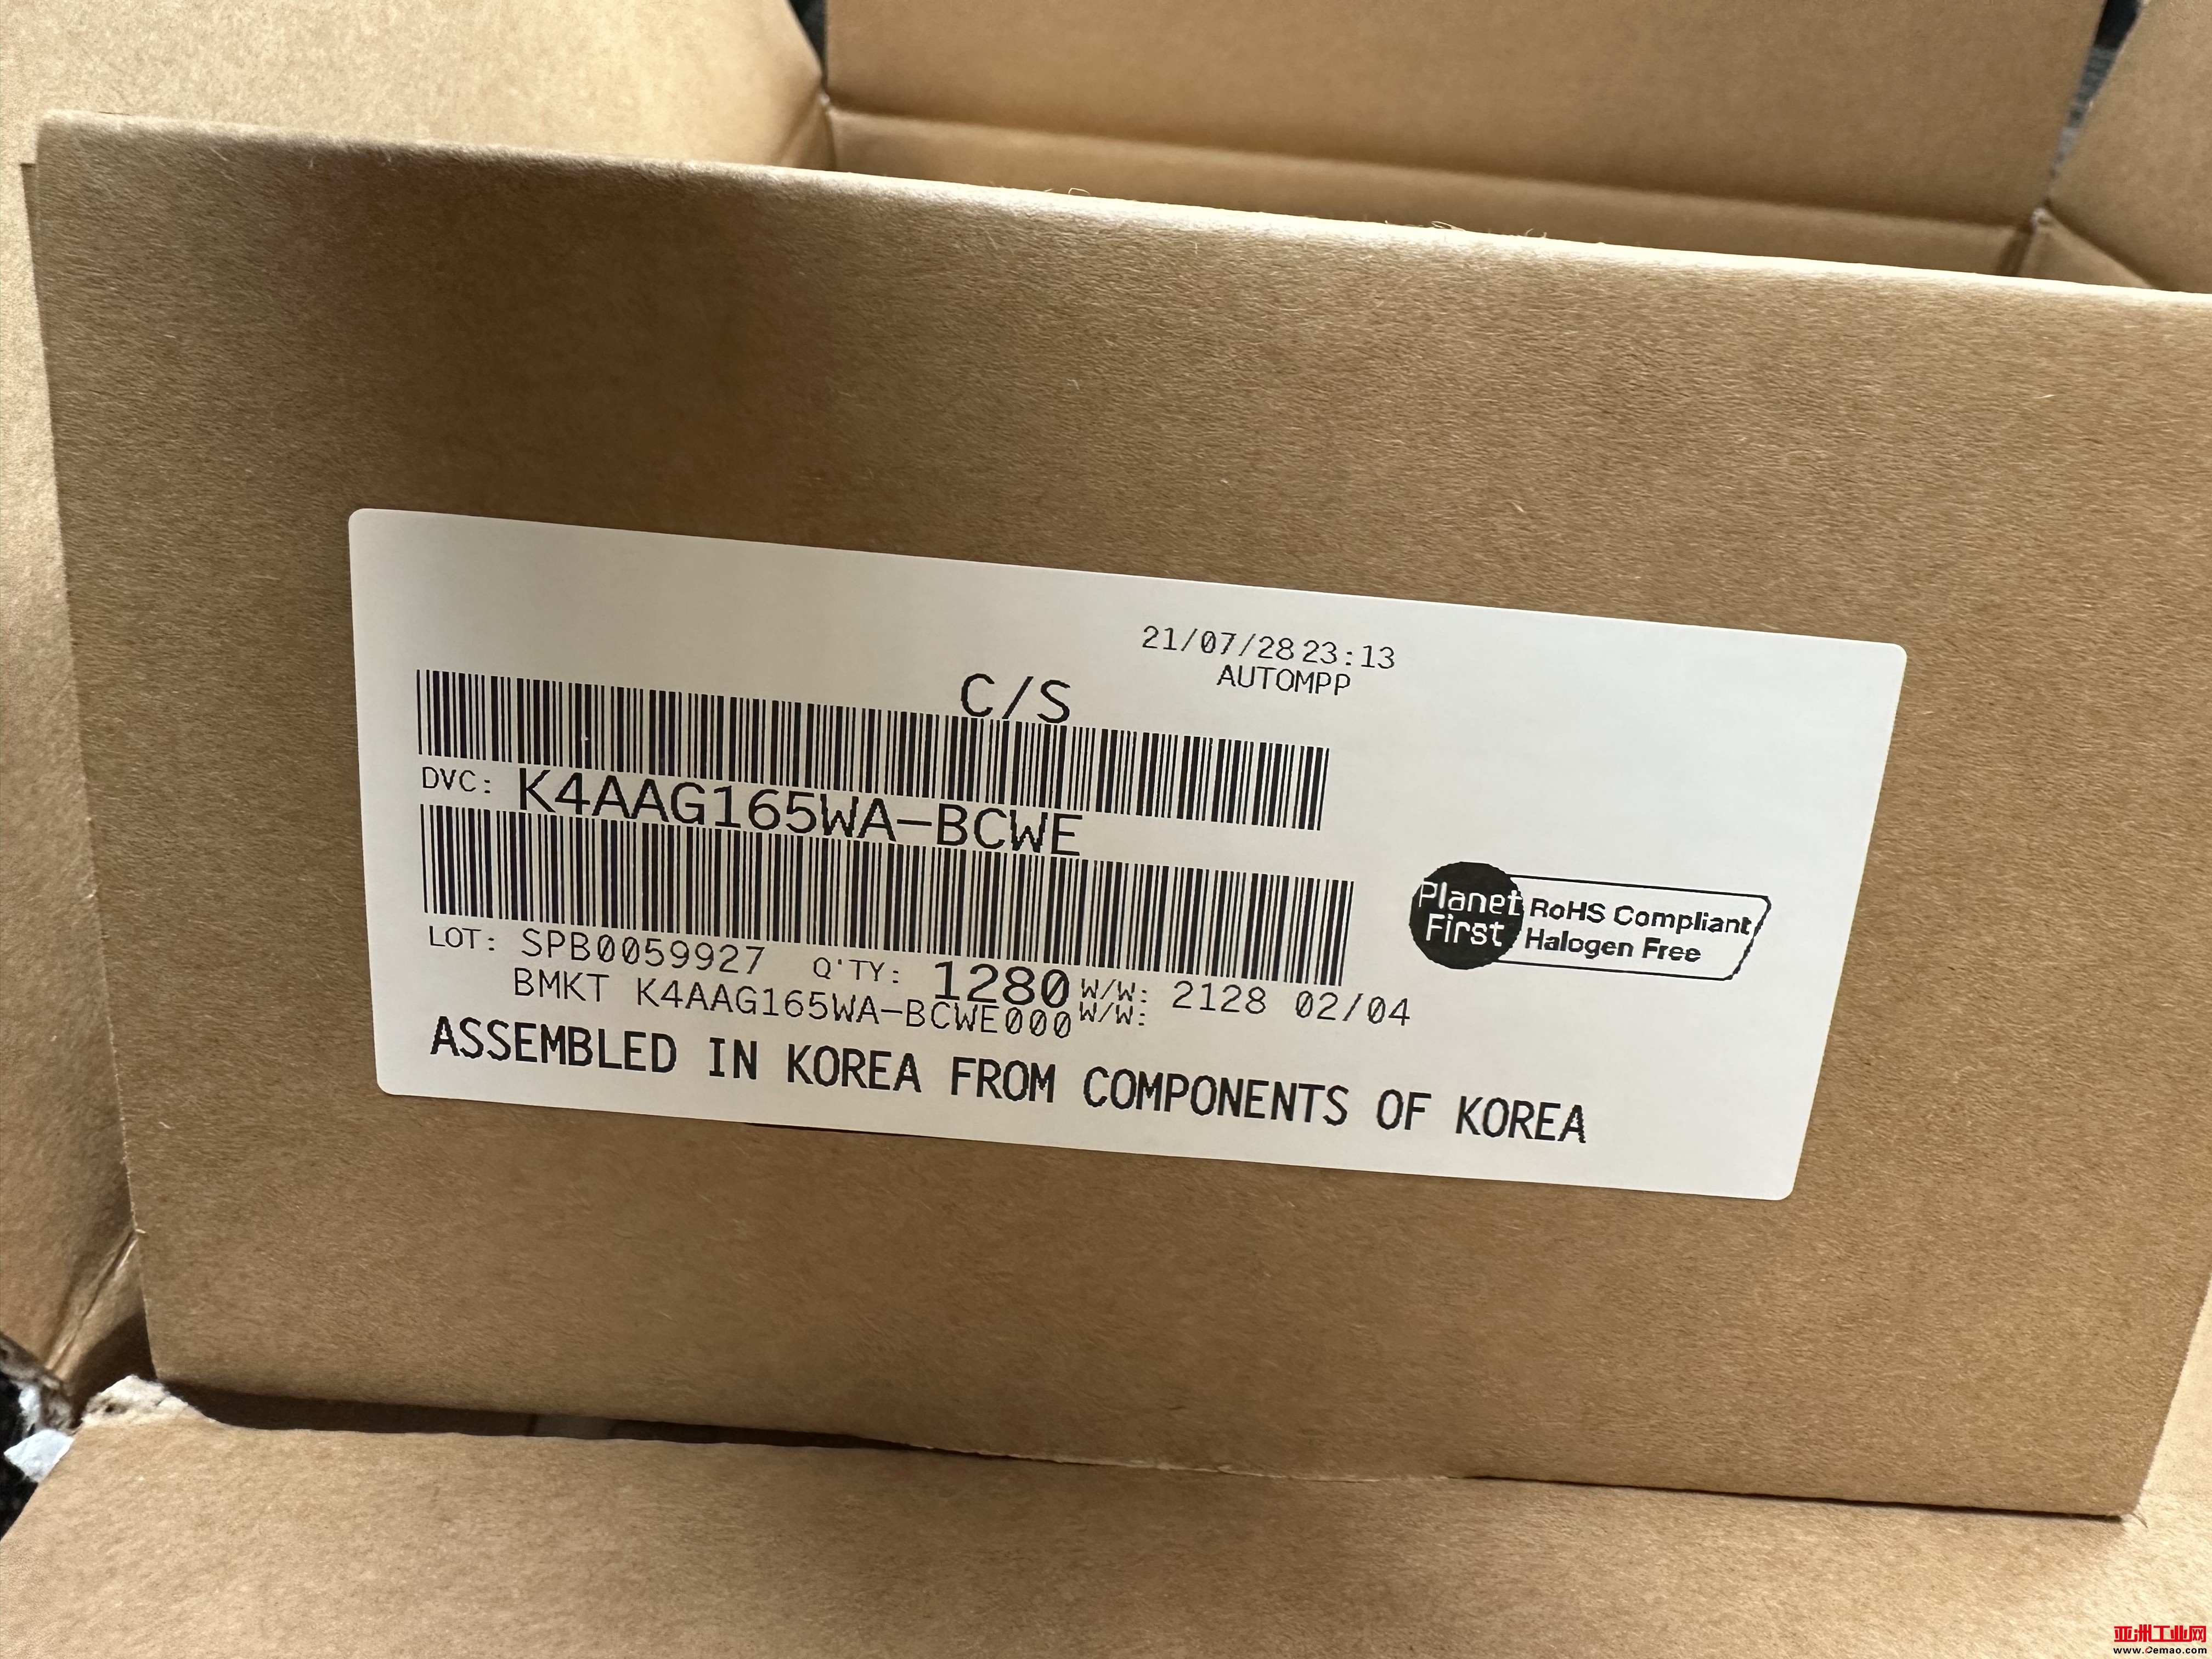 21/07/28 23:13
AUTOMPP
C/S
DVC: K4AAG165WA-BCWE
Planet First
RoHS Compliant
Halogen Free
LOT: SPB0059927 Q'TY: 1280 W/W: 2128 02/04
BMKT K4AAG165WA-BCWE000 W/W:
ASSEMBLED IN KOREA FROM COMPONENTS OF KOREA
亚洲工业网
www.Oemao.com